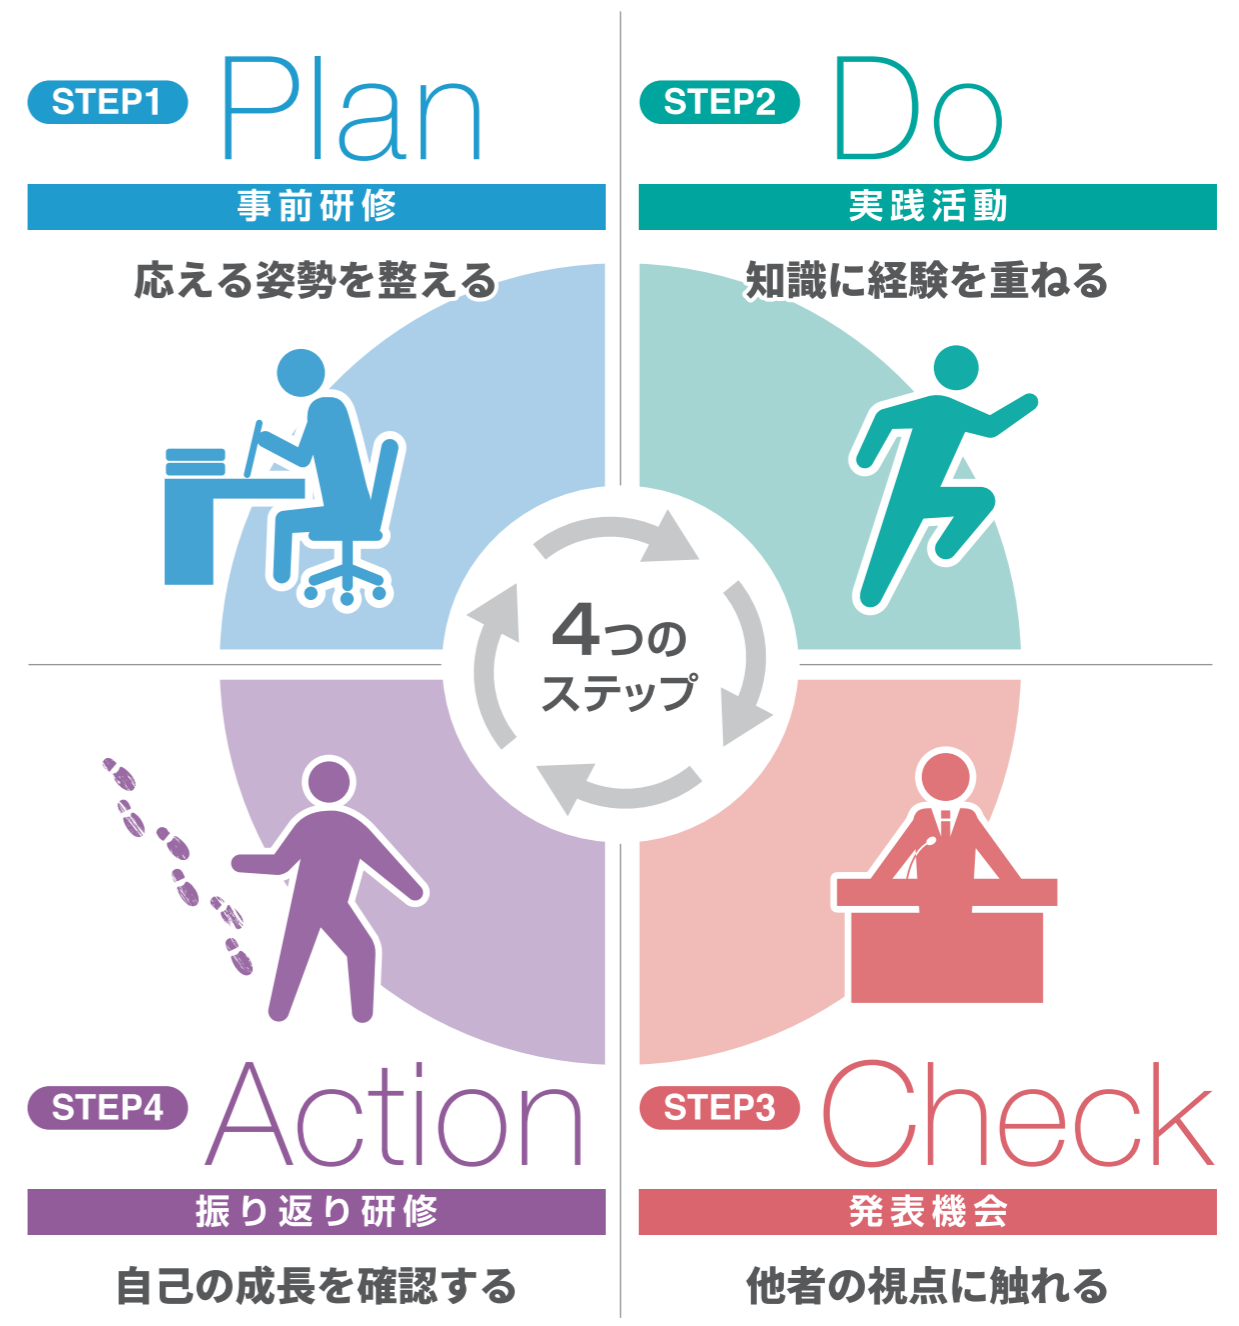 STEP1 Plan
事前研修
応える姿勢を整える
STEP2 Do
実践活動
知識に経験を重ねる
4つの
ステップ
STEP4 Action
振り返り研修
自己の成長を確認する
STEP3 Check
発表機会
他者の視点に触れる